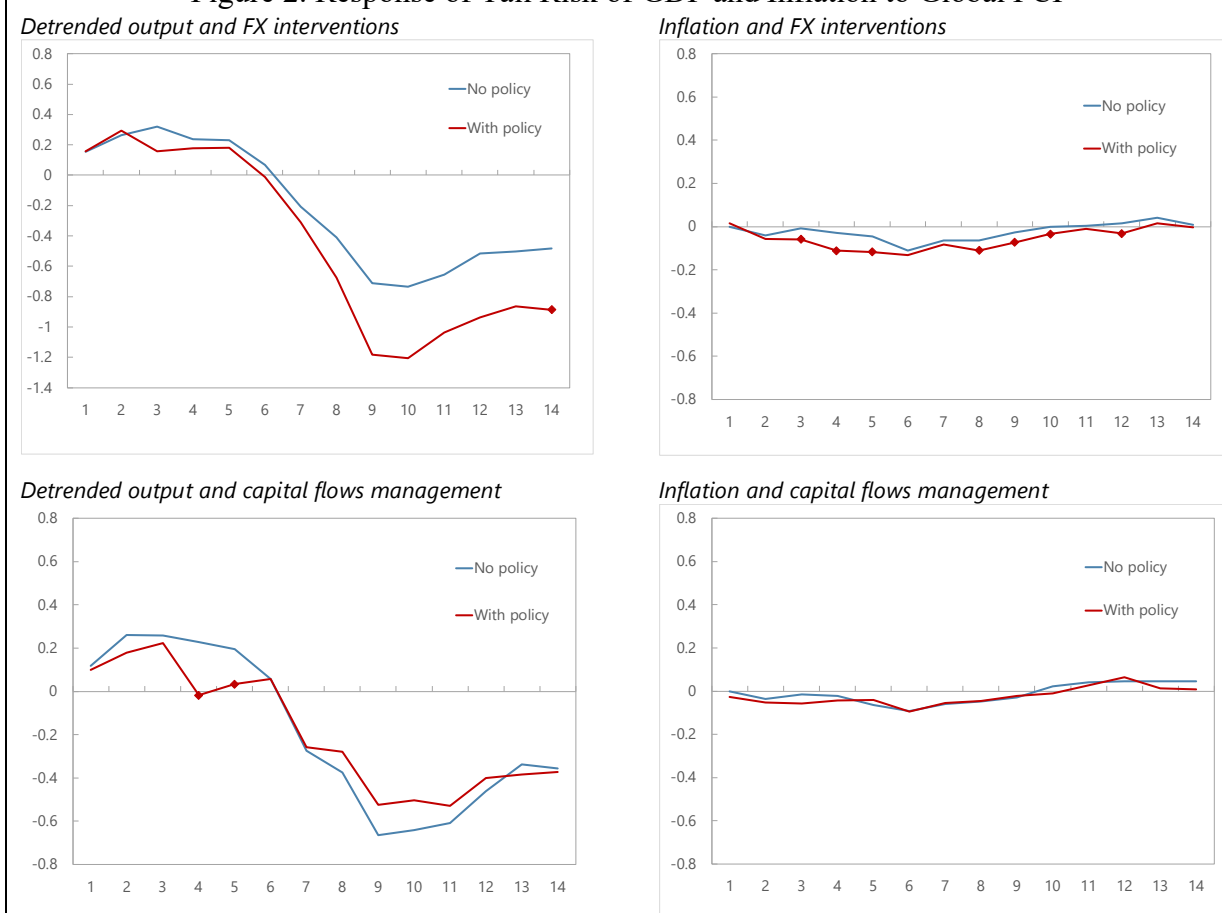 Figure 2. Response of Tail Risk of GDP and Inflation to Global FCI
Detrended output and FX interventions
0.8
0.6
0.4
0.2
0
-0.2
-0.4
-0.6
-0.8
-1
-1.2
-1.4
No policy
With policy
1 2 3 4 5 6 7 8 9 10 11 12 13 14
Inflation and FX interventions
0.8
0.6
0.4
0.2
0
-0.2
-0.4
-0.6
-0.8
No policy
With policy
1 2 3 4 5 6 7 8 9 10 11 12 13 14
Detrended output and capital flows management
0.8
0.6
0.4
0.2
0
-0.2
-0.4
-0.6
-0.8
No policy
With policy
1 2 3 4 5 6 7 8 9 10 11 12 13 14
Inflation and capital flows management
0.8
0.6
0.4
0.2
0
-0.2
-0.4
-0.6
-0.8
No policy
With policy
1 2 3 4 5 6 7 8 9 10 11 12 13 14